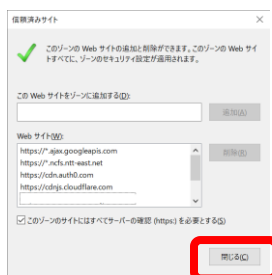 信頼済みサイト
このゾーンの Web サイトの追加と削除ができます。このゾーンの Web サイ
トすべてに、ゾーンのセキュリティ設定が適用されます。
この Web サイトをゾーンに追加する(D):
追加(A)
Web サイト(W):
https://*.ajax.googleapis.com
https://*.ncfs.ntt-east.net
https://cdn.auth0.com
https://cdnjs.cloudflare.com
削除(R)
このゾーンのサイトにはすべてサーバーの確認 (https:) を必要とする(S)
閉じる(C)